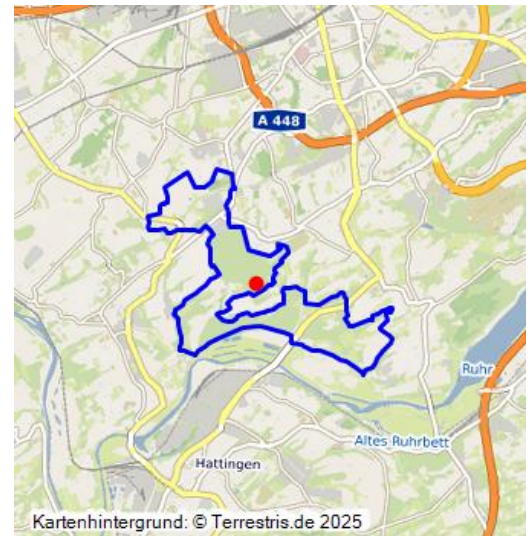 A 448
Ruhr
Altes Ruhrbett
Hattingen
Kartenhintergrund: © Terrestris.de 2025